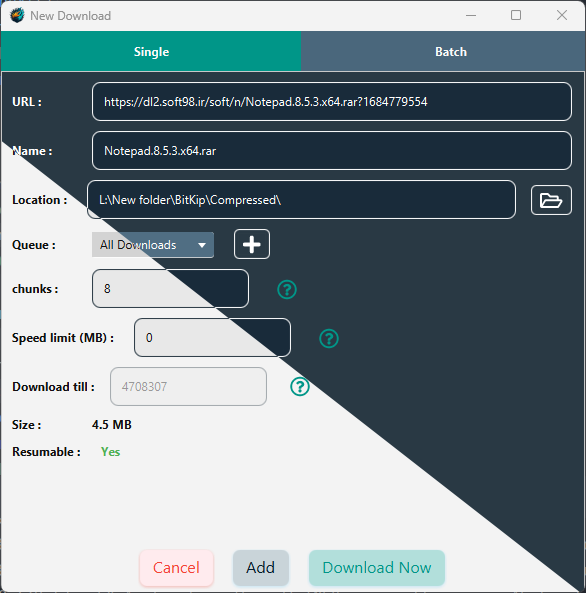 New Download
Single Batch
URL : https://dl2.soft98.ir/soft/n/Notepad.8.5.3.x64.rar?1684779554
Name : Notepad.8.5.3.x64.rar
Location : L:\New folder\BitKip\Compressed\
Queue : All Downloads
chunks : 8
Speed limit (MB) : 0
Download till : 4708307
Size : 4.5 MB
Resumable : Yes
Cancel Add Download Now